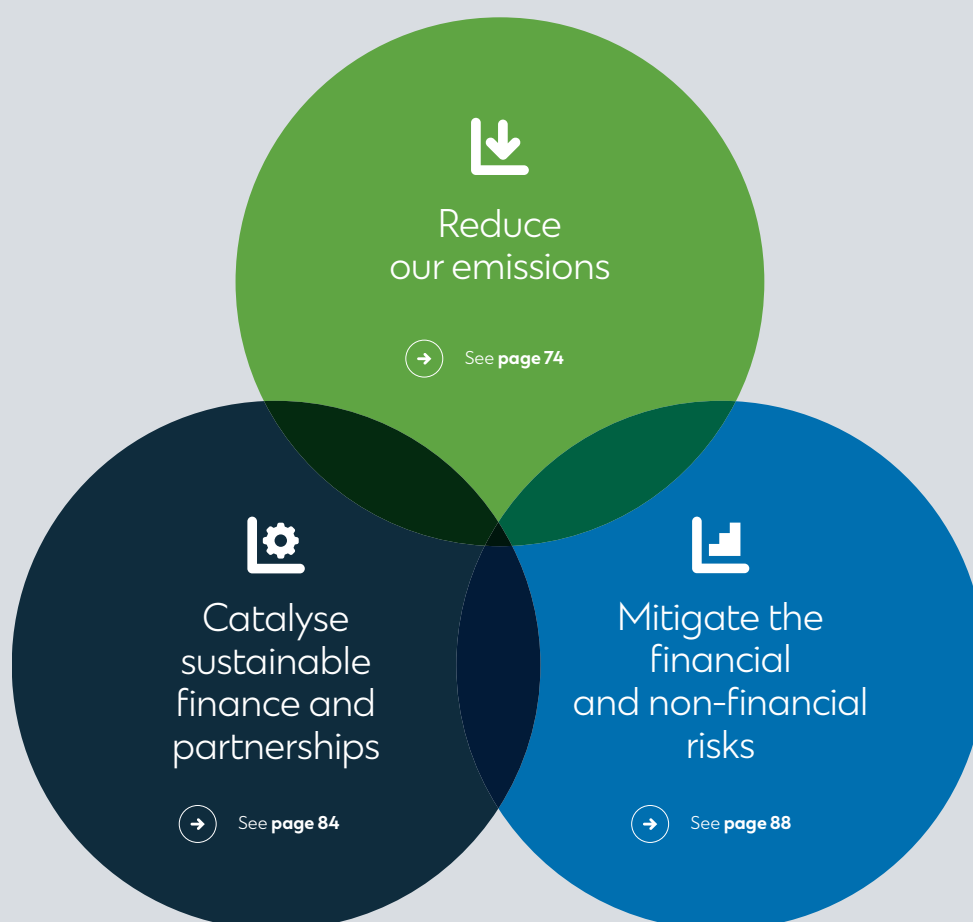 Reduce
our emissions
See page 74
Catalyse
sustainable
finance and
partnerships
See page 84
Mitigate the
financial
and non-financial
risks
See page 88